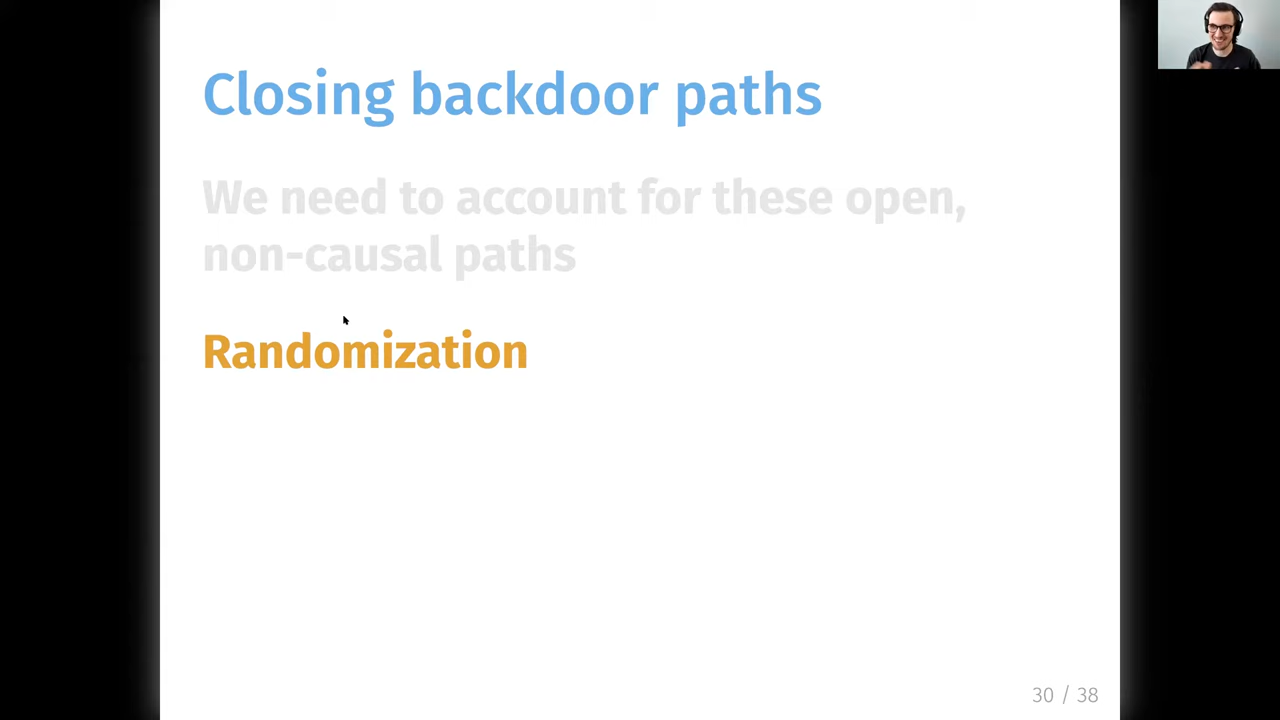 Closing backdoor paths
We need to account for these open,
non-causal paths
Randomization
30 / 38